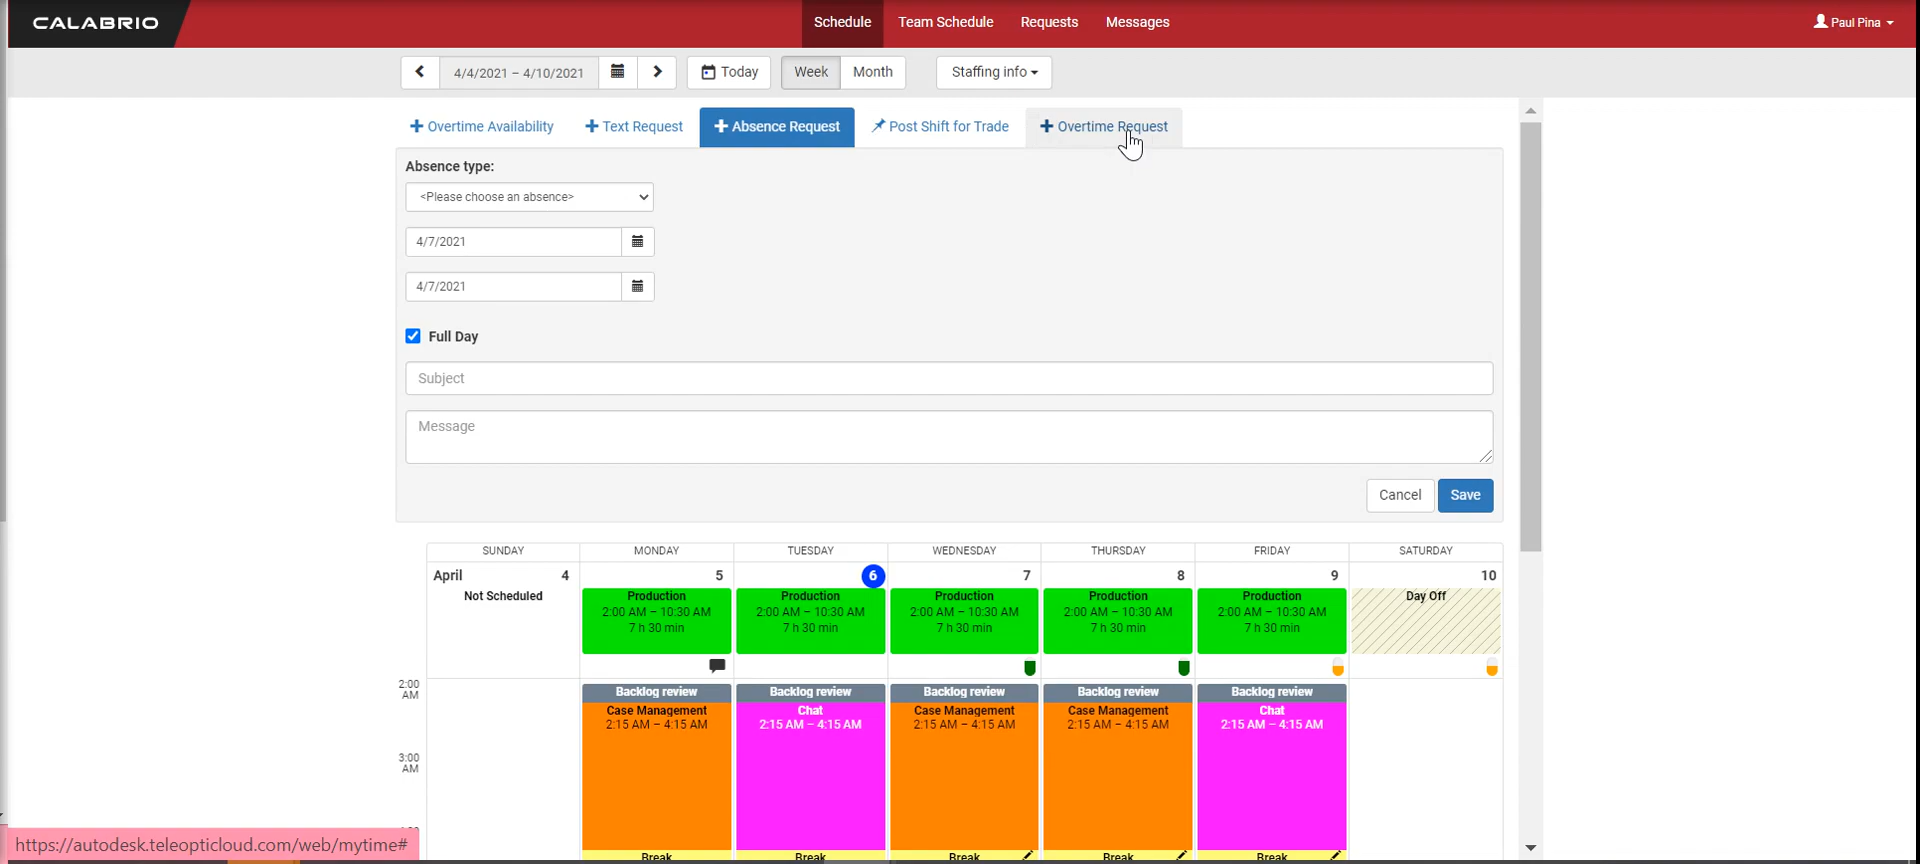 CALABRIO
Schedule Team Schedule Requests Messages
Paul Pina
4/4/2021 – 4/10/2021 Today Week Month Staffing info
Overtime Availability Text Request Absence Request Post Shift for Trade Overtime Request
Absence type:
<Please choose an absence>
4/7/2021
4/7/2021
Full Day
Subject
Message
Cancel Save
SUNDAY MONDAY TUESDAY WEDNESDAY THURSDAY FRIDAY SATURDAY
April 4 5 6 7 8 9 10
Not Scheduled Production Production Production Production Production Day Off
2:00 AM – 10:30 AM 2:00 AM – 10:30 AM 2:00 AM – 10:30 AM 2:00 AM – 10:30 AM 2:00 AM – 10:30 AM
7 h 30 min 7 h 30 min 7 h 30 min 7 h 30 min 7 h 30 min
2:00 AM
Backlog review Backlog review Backlog review Backlog review Backlog review
Case Management Chat Case Management Case Management Chat
2:15 AM – 4:15 AM 2:15 AM – 4:15 AM 2:15 AM – 4:15 AM 2:15 AM – 4:15 AM 2:15 AM – 4:15 AM
3:00 AM
https://autodesk.teleopticloud.com/web/mytime#
Break Break Break Break Break